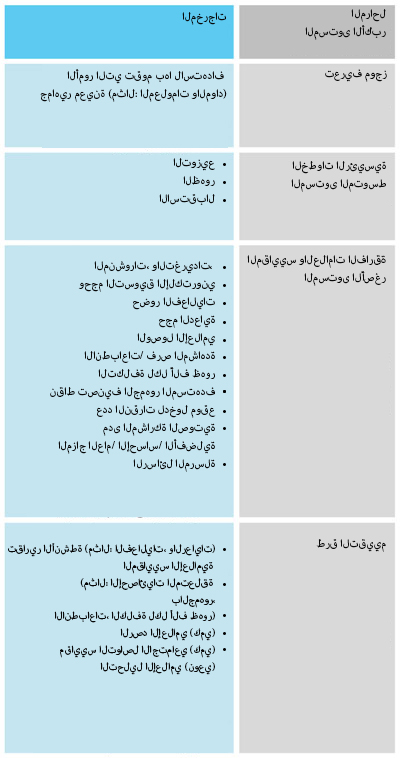 المراحل
المستوى الأكبر
المخرجات
تعريف موجز
الأمور التي تقوم بها لاستهداف
جماهير معينة (مثال: المعلومات والمواد)
الخطوات الرئيسية
المستوى المتوسط
• التوزيع
• الظهور
• الاستقبال
المقاييس والعلامات الفارقة
المستوى الأصغر
• المنشورات، والتغريدات،
• وحجم التسويق الإلكتروني
• حضور الفعاليات
• حجم الدعاية
• الوصول الإعلامي
• الانطباعات/ فرص المشاهدة
• التكلفة لكل ألف ظهور
• نقاط تصنيف الجمهور المستهدف
• عدد النقرات لدخول موقع
• مدى المشاركة الصوتية
• المزاج العام/ الإحساس/ الأفضلية
• الرسائل المرسلة
طرق التقييم
• تقارير الأنشطة (مثال: الفعاليات، والرعايات)
المقاييس الإعلامية
• (مثال: الإحصائيات المتعلقة
بالجمهور،
• الانطباعات، الكلفة لكل ألف ظهور)
• الرصد الإعلامي (كمي)
• مقاييس التواصل الاجتماعي (كمي)
• التحليل الإعلامي (نوعي)